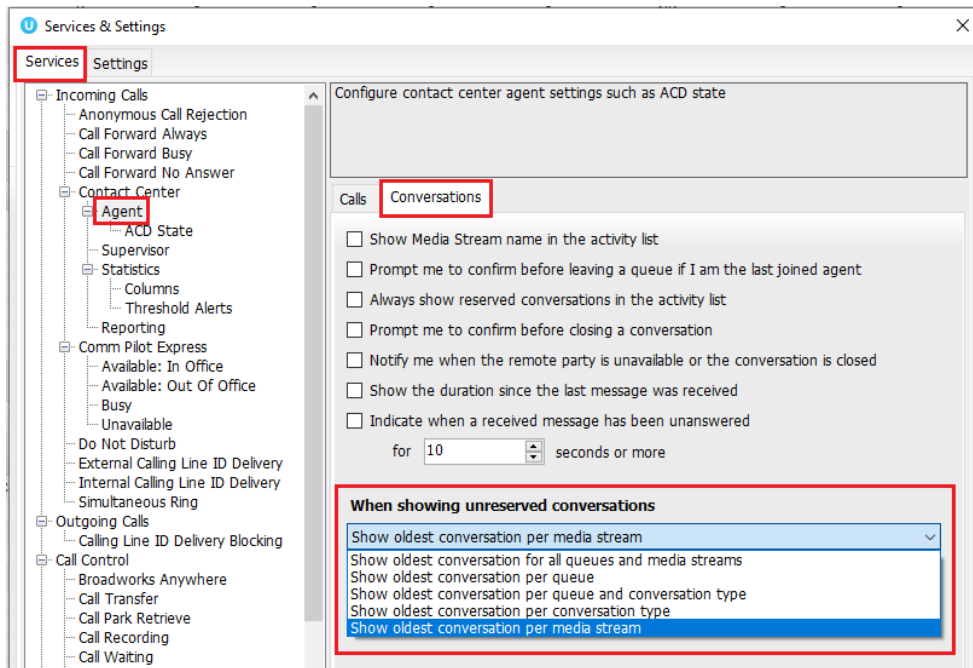 Services & Settings
Services Settings
Incoming Calls
Anonymous Call Rejection
Call Forward Always
Call Forward Busy
Call Forward No Answer
Contact Center
Agent
ACD State
Supervisor
Statistics
Columns
Threshold Alerts
Reporting
Comm Pilot Express
Available: In Office
Available: Out Of Office
Busy
Unavailable
Do Not Disturb
External Calling Line ID Delivery
Internal Calling Line ID Delivery
Simultaneous Ring
Outgoing Calls
Calling Line ID Delivery Blocking
Call Control
Broadworks Anywhere
Call Transfer
Call Park Retrieve
Call Recording
Call Waiting
Configure contact center agent settings such as ACD state
Calls Conversations
Show Media Stream name in the activity list
Prompt me to confirm before leaving a queue if I am the last joined agent
Always show reserved conversations in the activity list
Prompt me to confirm before closing a conversation
Notify me when the remote party is unavailable or the conversation is closed
Show the duration since the last message was received
Indicate when a received message has been unanswered
for 10 seconds or more
When showing unreserved conversations
Show oldest conversation per media stream
Show oldest conversation for all queues and media streams
Show oldest conversation per queue
Show oldest conversation per queue and conversation type
Show oldest conversation per conversation type
Show oldest conversation per media stream